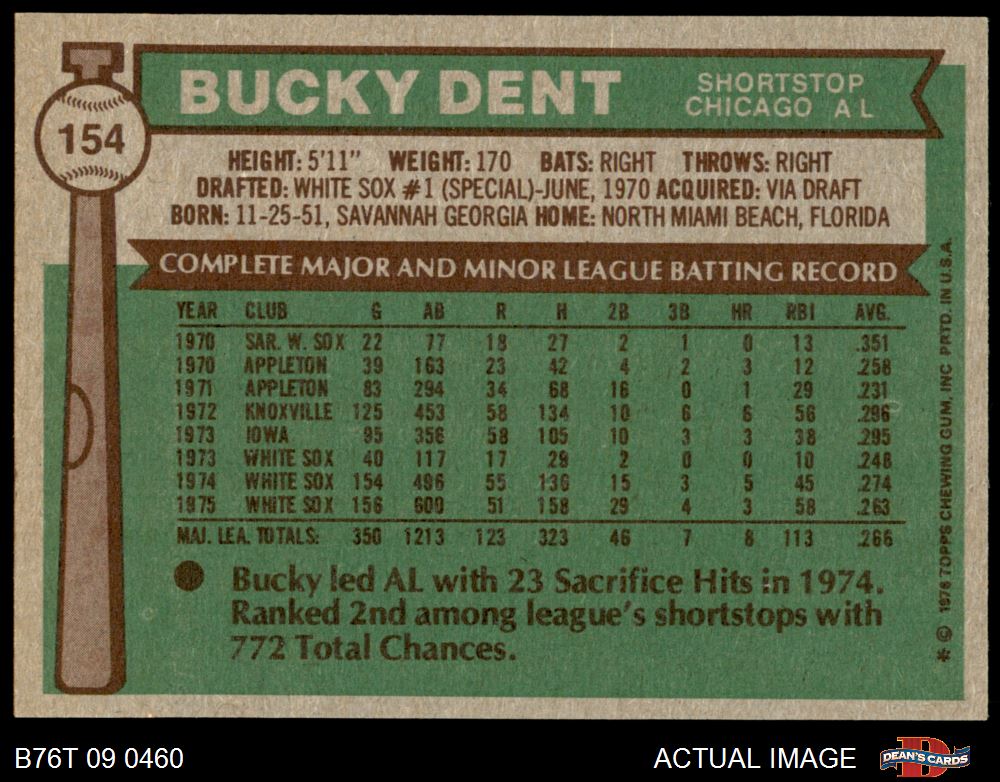 154
BUCKY DENT
SHORTSTOP
CHICAGO A L
HEIGHT: 5'11" WEIGHT: 170 BATS: RIGHT THROWS: RIGHT
DRAFTED: WHITE SOX #1 (SPECIAL)-JUNE, 1970 ACQUIRED: VIA DRAFT
BORN: 11-25-51, SAVANNAH GEORGIA HOME: NORTH MIAMI BEACH, FLORIDA
COMPLETE MAJOR AND MINOR LEAGUE BATTING RECORD
YEAR CLUB G AB R H 2B 3B HR RBI AVG.
1970 SAR. W. SOX 22 77 18 27 2 1 0 13 .351
1970 APPLETON 39 163 23 42 4 2 3 12 .258
1971 APPLETON 83 294 34 68 16 0 1 29 .231
1972 KNOXVILLE 125 453 58 134 10 6 6 56 .296
1973 IOWA 95 356 58 105 10 3 3 38 .295
1973 WHITE SOX 40 117 17 29 2 0 0 10 .248
1974 WHITE SOX 154 496 55 136 15 3 5 45 .274
1975 WHITE SOX 156 600 51 158 29 4 3 58 .263
MAJ. LEA. TOTALS: 350 1213 123 323 46 7 8 113 .266
Bucky led AL with 23 Sacrifice Hits in 1974.
Ranked 2nd among league's shortstops with
772 Total Chances.
* © 1976 TOPPS CHEWING GUM, INC PRTD. IN U.S.A.
B76T 09 0460
ACTUAL IMAGE
DEAN'S CARDS